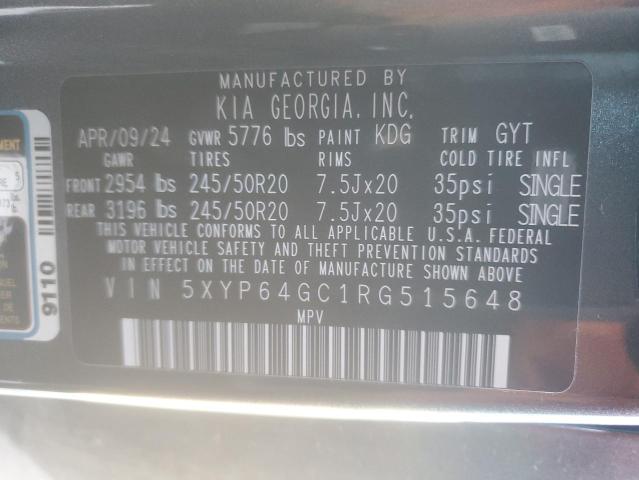 MANUFACTURED BY
KIA GEORGIA, INC.
APR/09/24 GVWR 5776 lbs PAINT KDG TRIM GYT
GAWR TIRES RIMS COLD TIRE INFL
FRONT 2954 lbs 245/50R20 7.5Jx20 35psi SINGLE
REAR 3196 lbs 245/50R20 7.5Jx20 35psi SINGLE
THIS VEHICLE CONFORMS TO ALL APPLICABLE U.S.A. FEDERAL
MOTOR VEHICLE SAFETY AND THEFT PREVENTION STANDARDS
IN EFFECT ON THE DATE OF MANUFACTURE SHOWN ABOVE
VIN 5XYP64GC1RG515648
MPV
9110